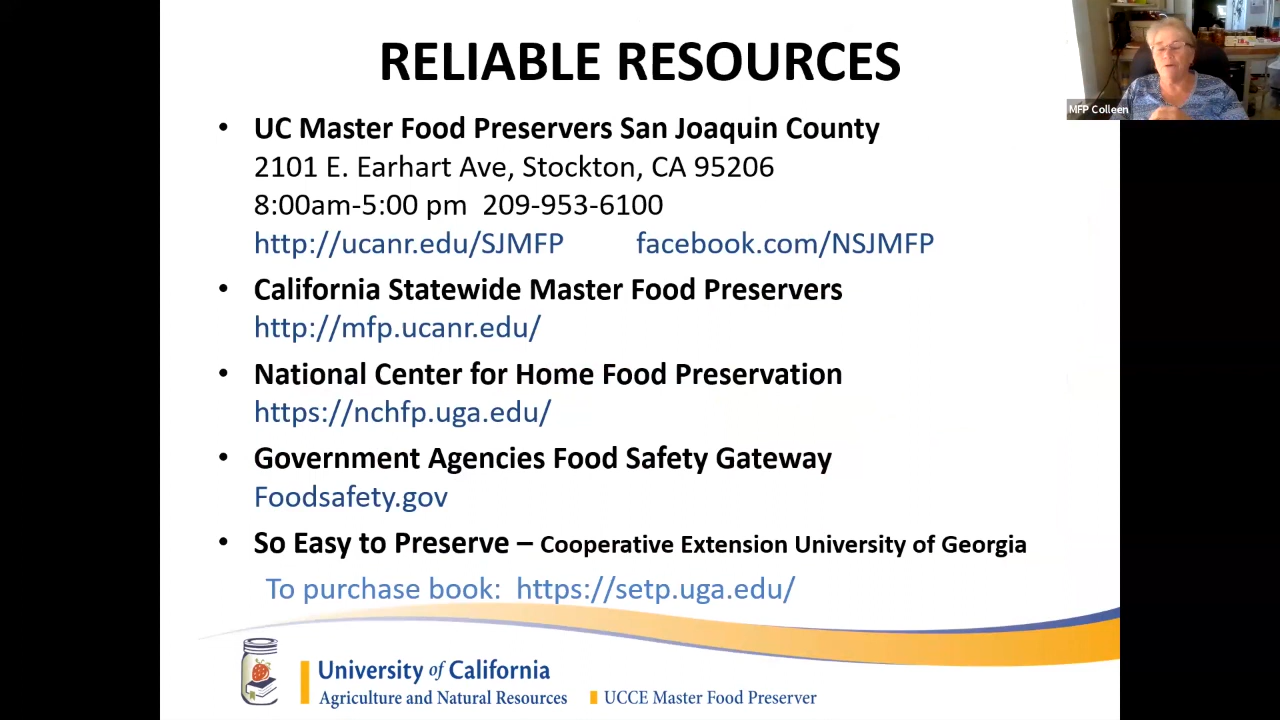 RELIABLE RESOURCES
MFP Colleen
• UC Master Food Preservers San Joaquin County
2101 E. Earhart Ave, Stockton, CA 95206
8:00am-5:00 pm 209-953-6100
http://ucanr.edu/SJMFP facebook.com/NSJMFP
• California Statewide Master Food Preservers
http://mfp.ucanr.edu/
• National Center for Home Food Preservation
https://nchfp.uga.edu/
• Government Agencies Food Safety Gateway
Foodsafety.gov
• So Easy to Preserve – Cooperative Extension University of Georgia
To purchase book: https://setp.uga.edu/
University of California
Agriculture and Natural Resources UCCE Master Food Preserver